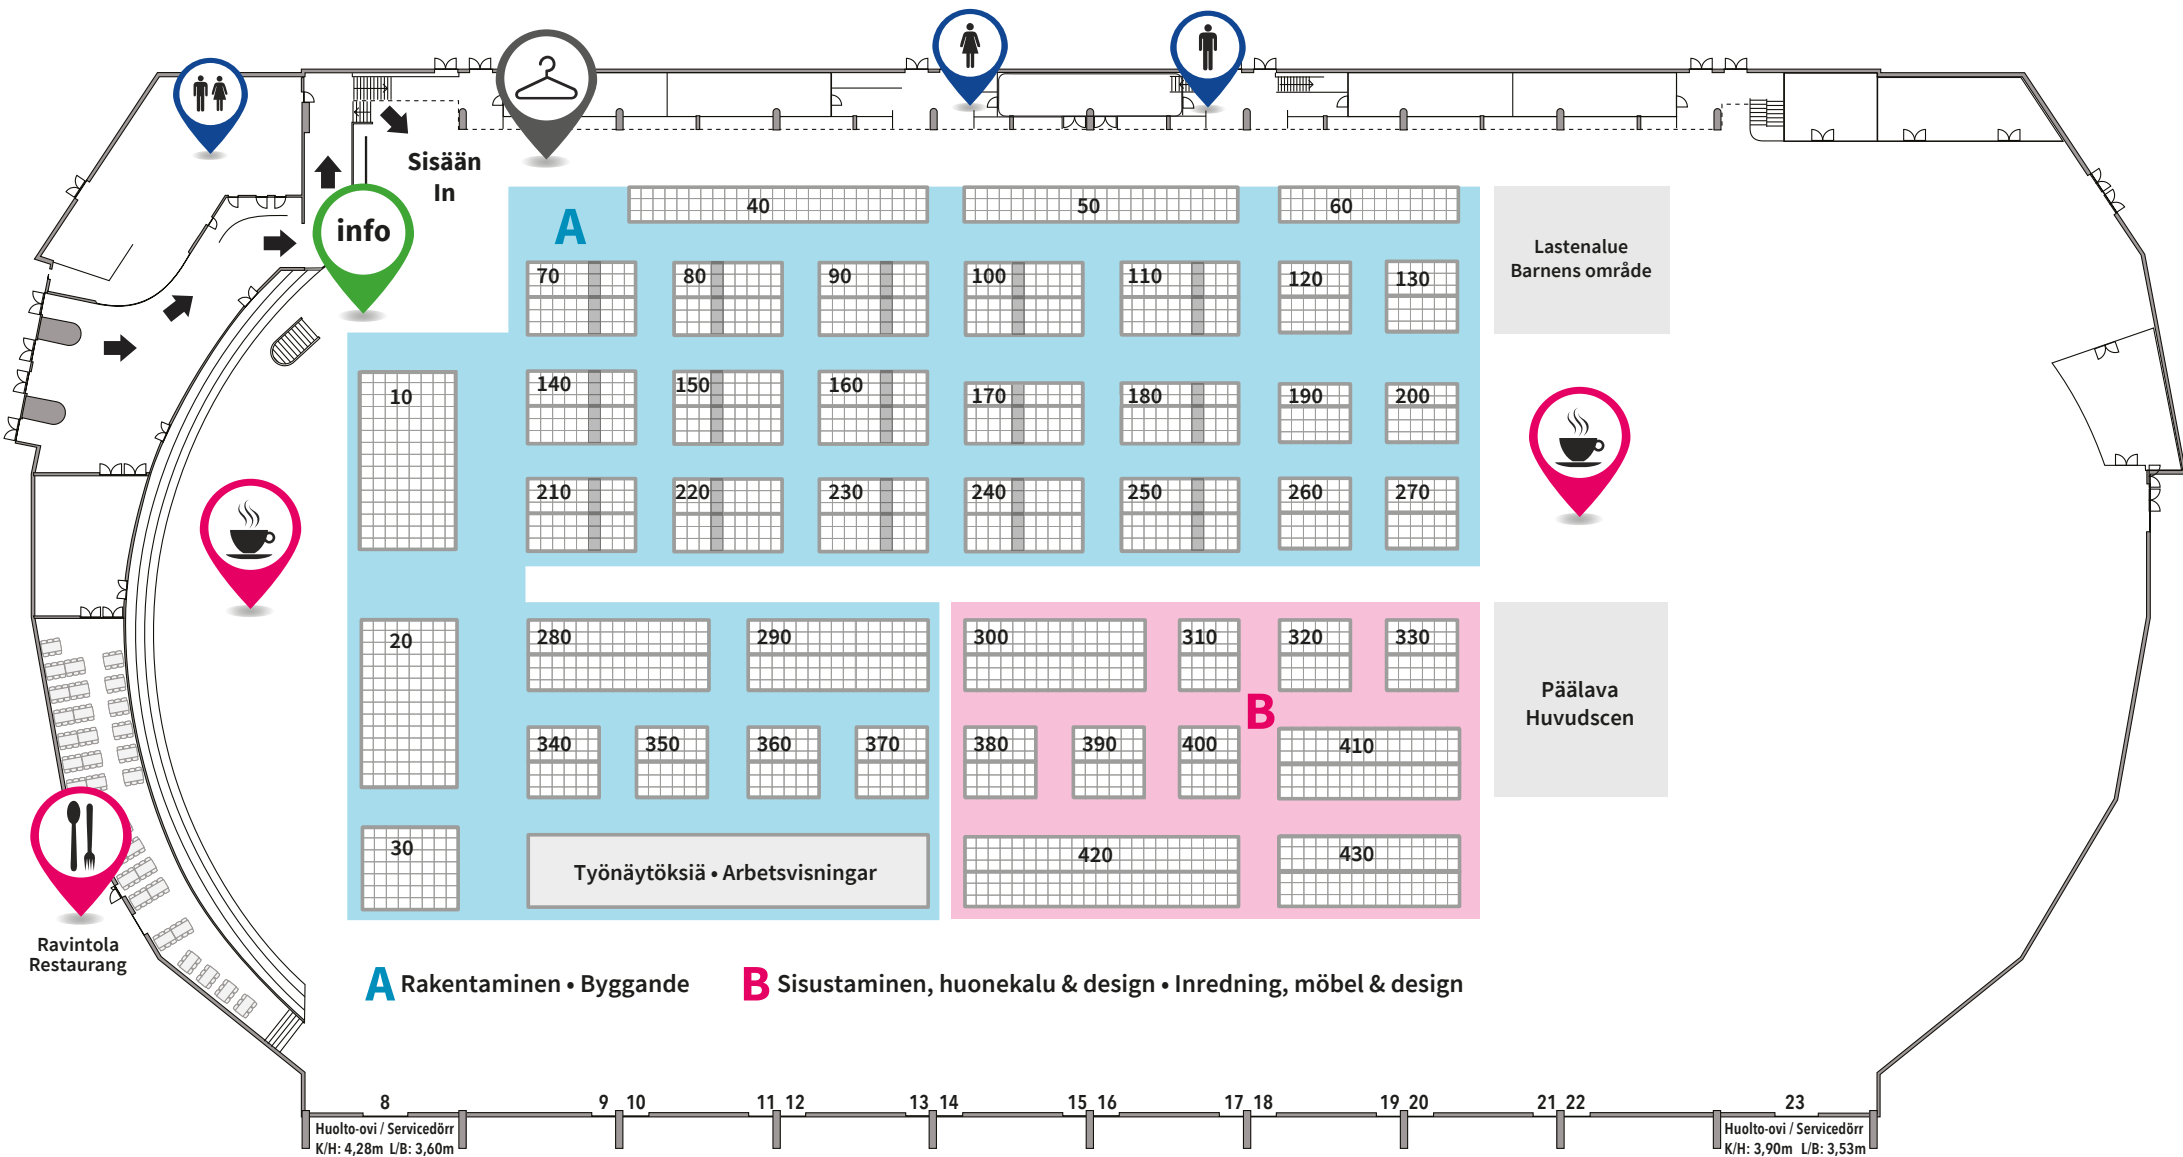 Sisään
In
info
A
40
50
60
Lastenalue
Barnens område
70
80
90
100
110
120
130
10
140
150
160
170
180
190
200
210
220
230
240
250
260
270
20
280
290
300
310
320
330
B
Päälava
Huvudscen
340
350
360
370
380
390
400
410
30
Työnäytöksiä • Arbetsvisningar
420
430
Ravintola
Restaurang
A Rakentaminen • Byggande
B Sisustaminen, huonekalu & design • Inredning, möbel & design
8
9 10
11 12
13 14
15 16
17 18
19 20
21 22
23
Huolto-ovi / Servicedörr
K/H: 4,28m L/B: 3,60m
Huolto-ovi / Servicedörr
K/H: 3,90m L/B: 3,53m